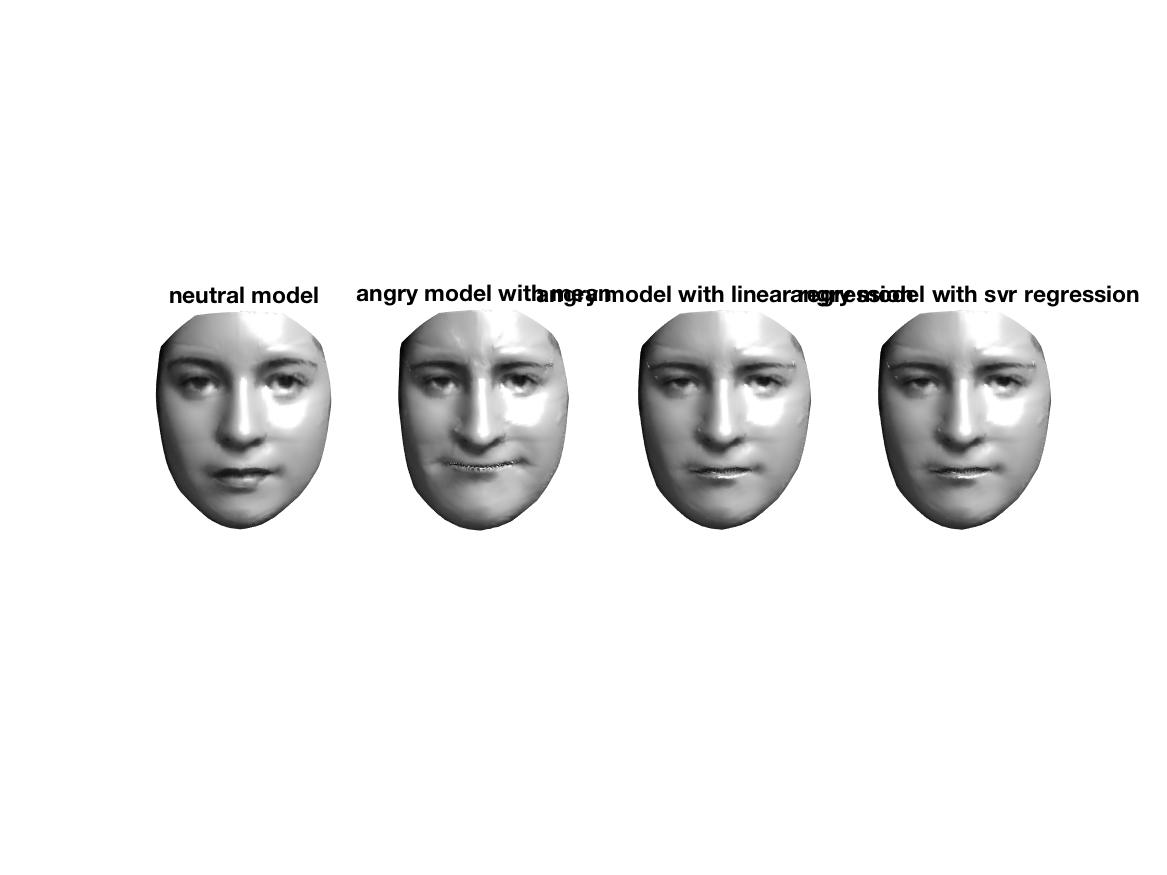 neutral model
angry model with mean
angry model with linear regression
angry model with svr regression